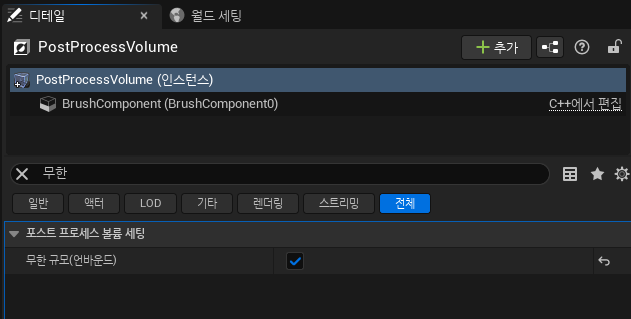 디테일 월드 세팅
PostProcessVolume 추가
PostProcessVolume (인스턴스)
BrushComponent (BrushComponent0) C++에서 편집
무한
일반 액터 LOD 기타 렌더링 스트리밍 전체
포스트 프로세스 볼륨 세팅
무한 규모(언바운드)